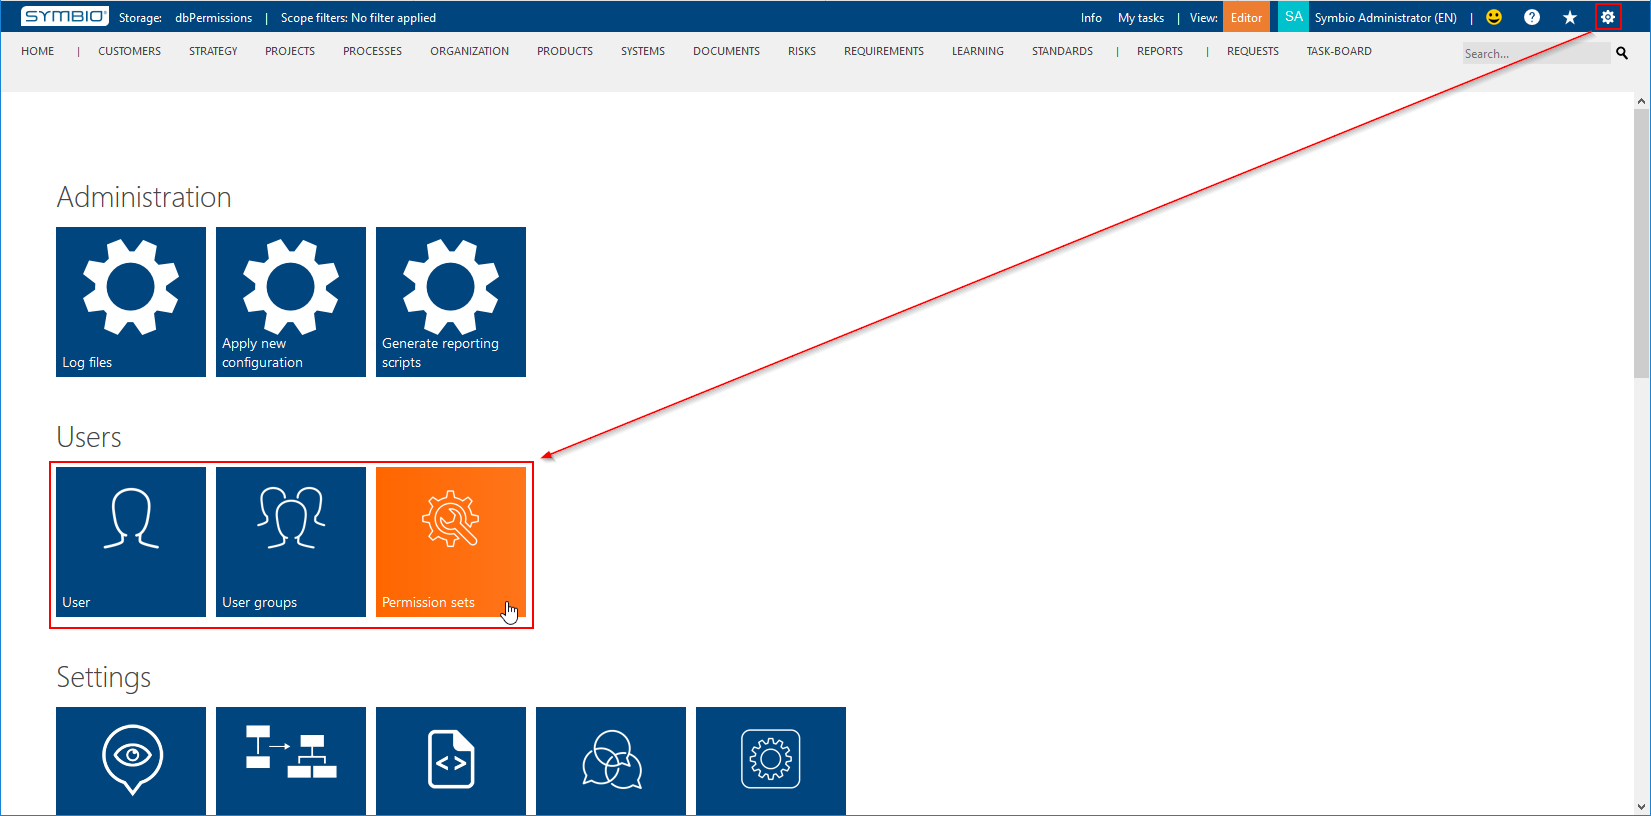 SYMBIO Storage: dbPermissions | Scope filters: No filter applied Info My tasks | View: Editor SA Symbio Administrator (EN) |
HOME | CUSTOMERS STRATEGY PROJECTS PROCESSES ORGANIZATION PRODUCTS SYSTEMS DOCUMENTS RISKS REQUIREMENTS LEARNING STANDARDS | REPORTS | REQUESTS TASK-BOARD Search...
Administration
Log files
Apply new
configuration
Generate reporting
scripts
Users
User
User groups
Permission sets
Settings